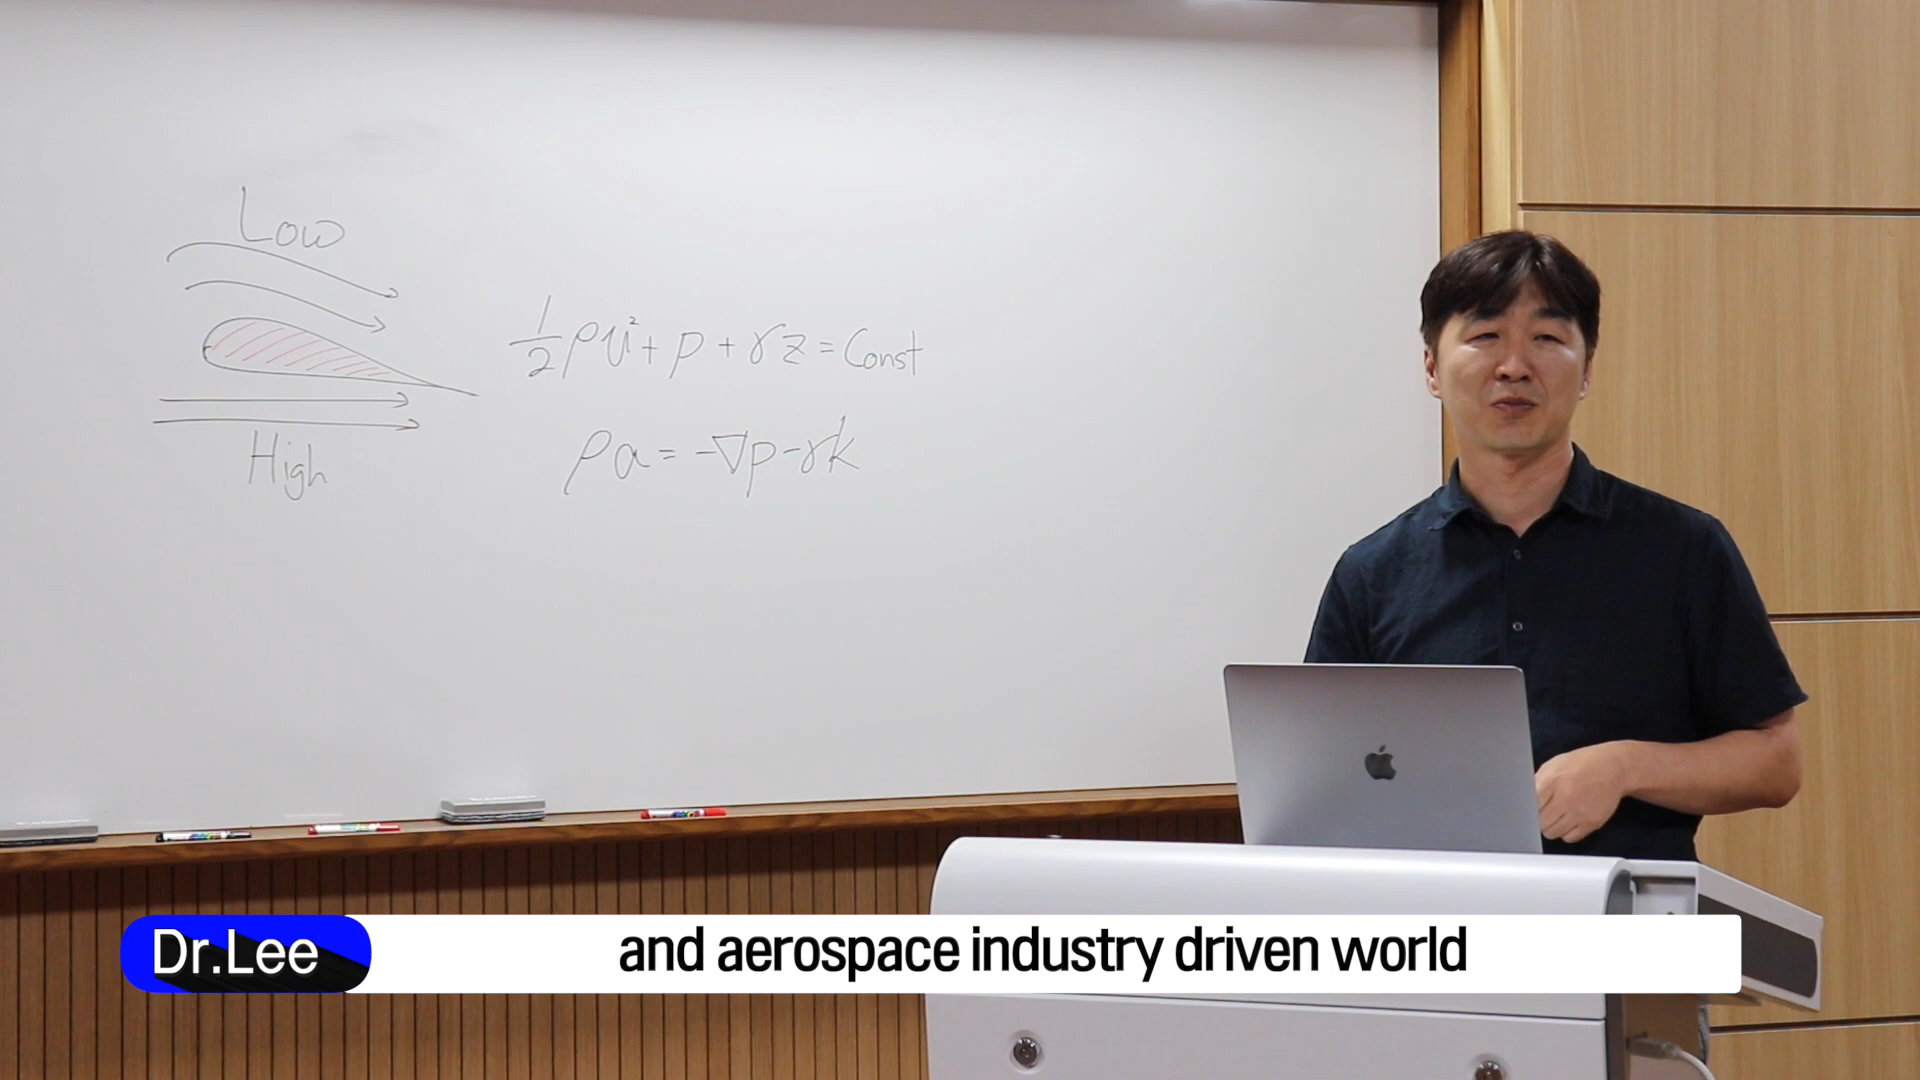 Low
½ρv²+p+γz=Const
ρa=-∇p-γk
High
Dr.Lee
and aerospace industry driven world